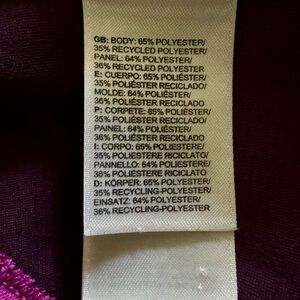 GB: BODY: 65% POLYESTER/
35% RECYCLED POLYESTER/
PANEL: 64% POLYESTER/
36% RECYCLED POLYESTER
E: CUERPO: 65% POLIÉSTER/
35% POLIÉSTER RECICLADO/
MOLDE: 64% POLIÉSTER/
36% POLIÉSTER RECICLADO
P: CORPETE: 65% POLIÉSTER/
35% POLIÉSTER RECICLADO/
PAINEL: 64% POLIÉSTER/
36% POLIÉSTER RECICLADO
I: CORPO: 65% POLIESTERE/
35% POLIESTERE RICICLATO/
PANNELLO: 64% POLIESTERE/
36% POLIESTERE RICICLATO
D: KÖRPER: 65% POLYESTER/
35% RECYCLING-POLYESTER/
EINSATZ: 64% POLYESTER/
36% RECYCLING-POLYESTER